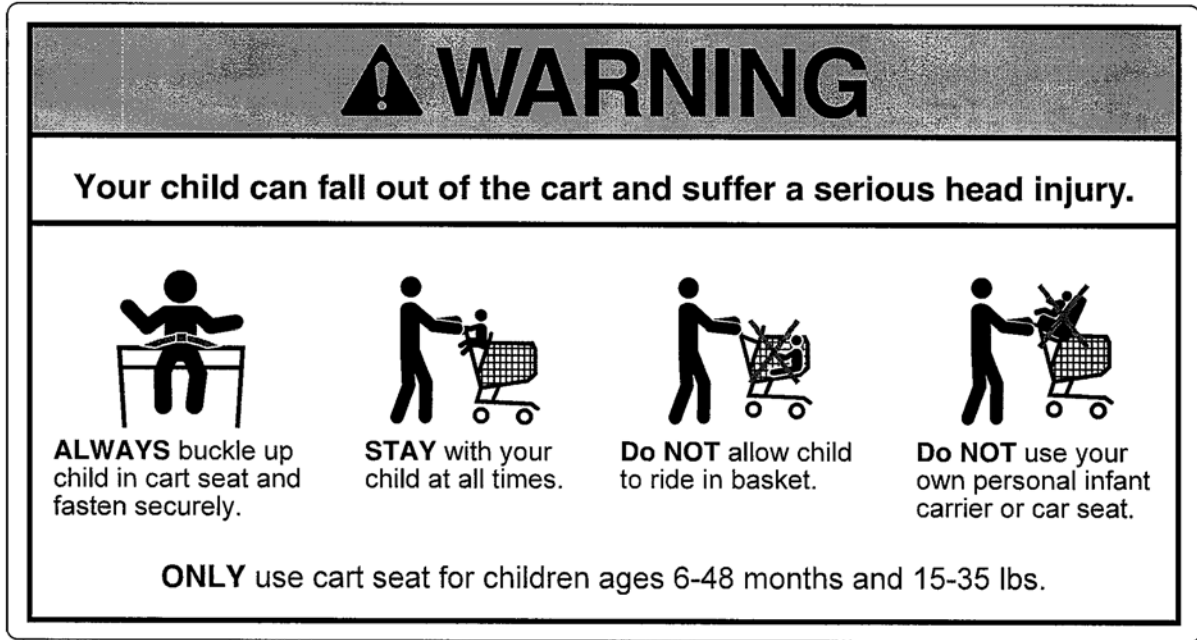 WARNING
Your child can fall out of the cart and suffer a serious head injury.
ALWAYS buckle up
child in cart seat and
fasten securely.
STAY with your
child at all times.
Do NOT allow child
to ride in basket.
Do NOT use your
own personal infant
carrier or car seat.
ONLY use cart seat for children ages 6-48 months and 15-35 lbs.